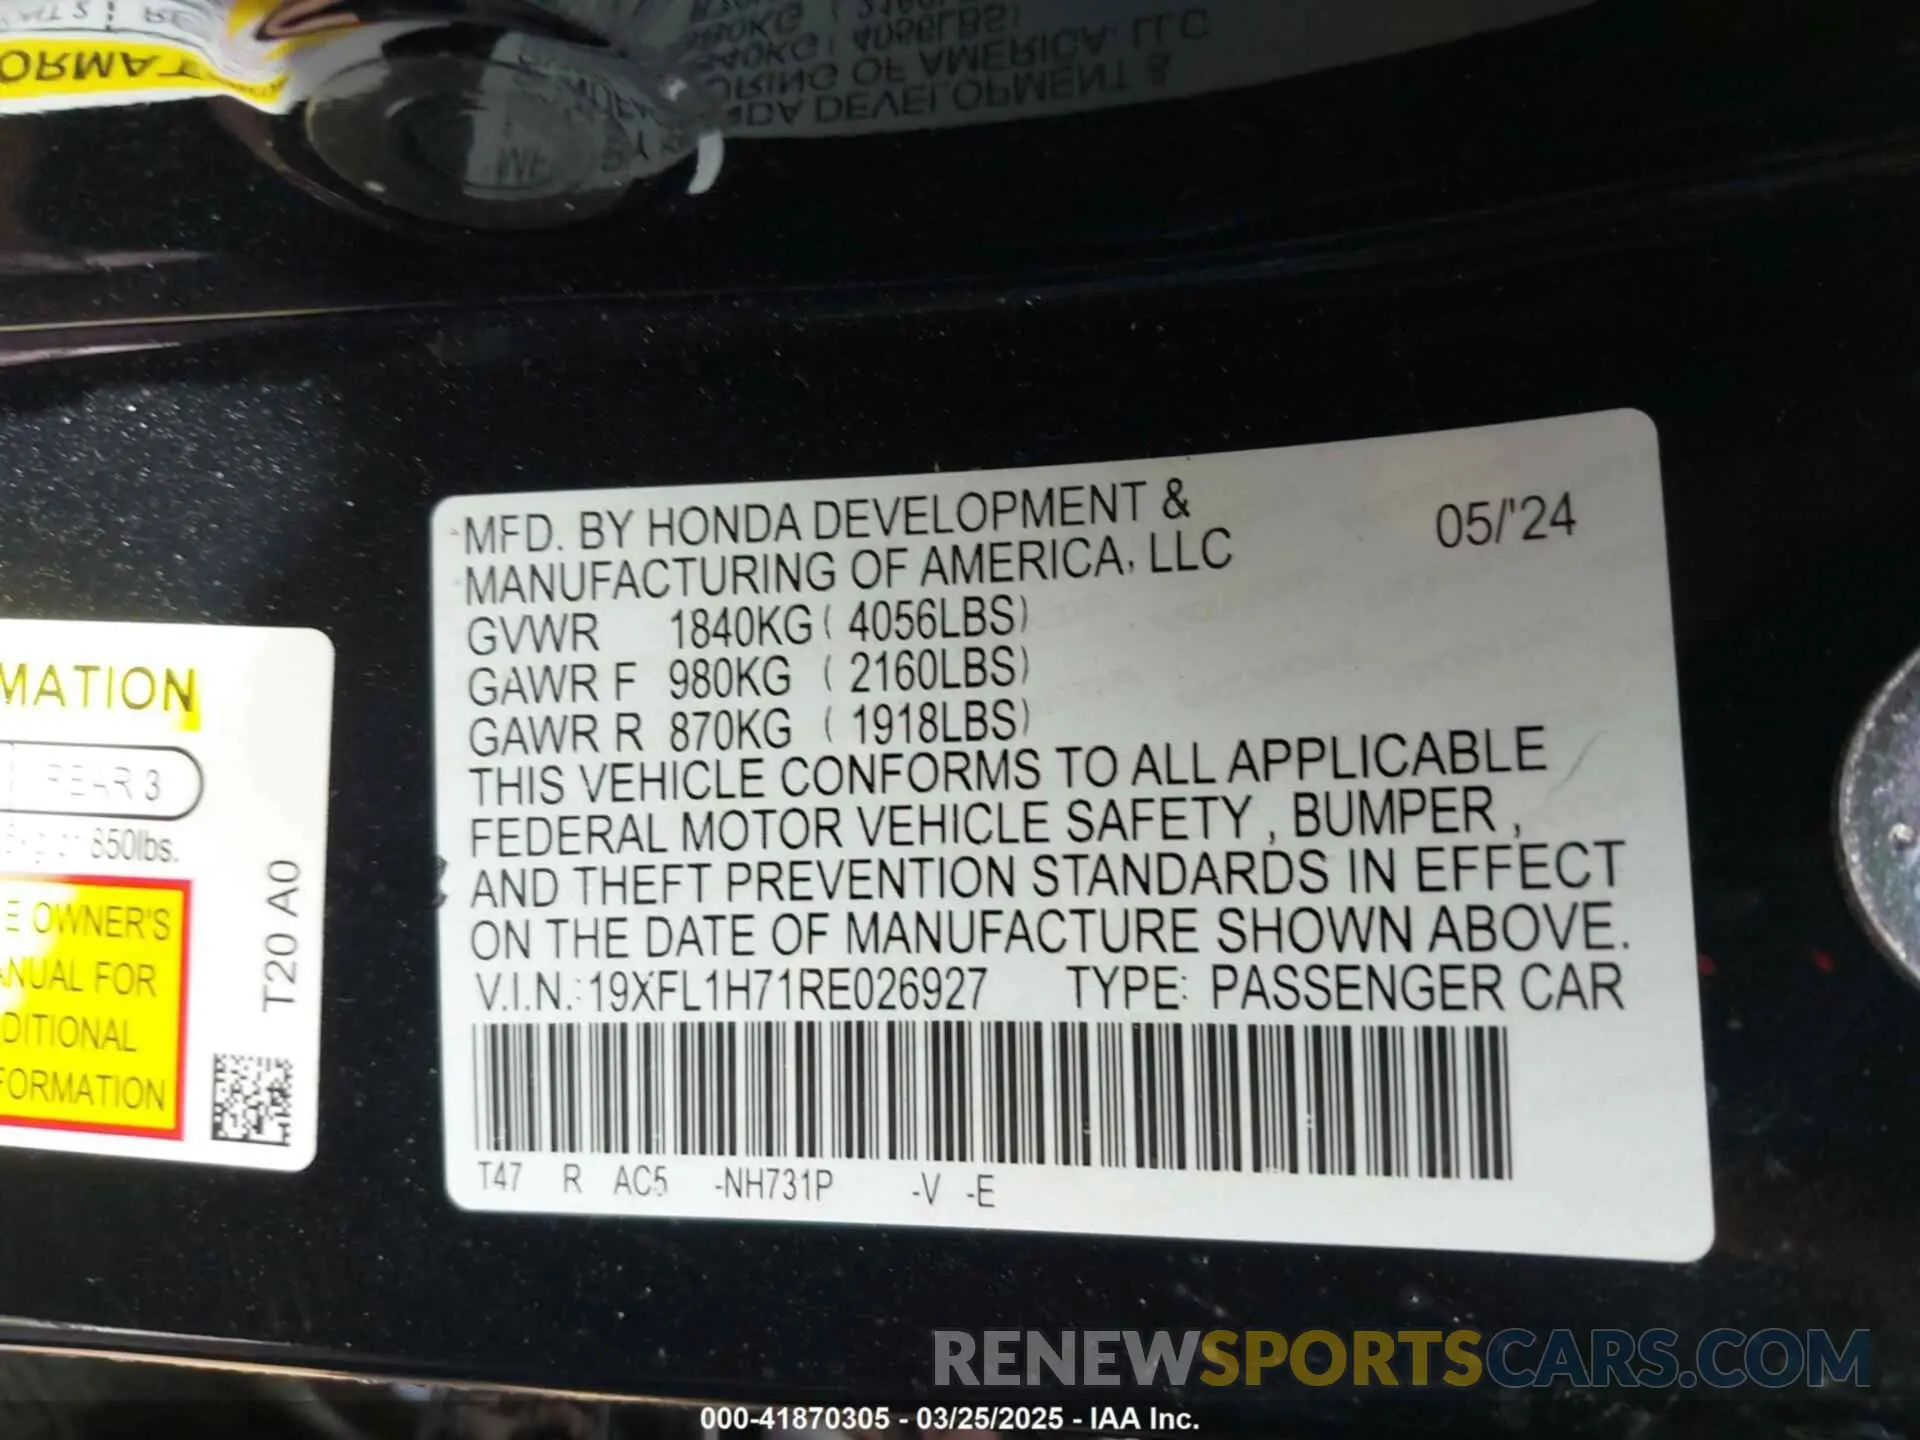 MFD. BY HONDA DEVELOPMENT & 05/'24
MANUFACTURING OF AMERICA, LLC
GVWR 1840KG ( 4056LBS)
GAWR F 980KG ( 2160LBS)
GAWR R 870KG ( 1918LBS)
THIS VEHICLE CONFORMS TO ALL APPLICABLE
FEDERAL MOTOR VEHICLE SAFETY , BUMPER ,
AND THEFT PREVENTION STANDARDS IN EFFECT
ON THE DATE OF MANUFACTURE SHOWN ABOVE.
V.I.N.: 19XFL1H71RE026927 TYPE: PASSENGER CAR
T47 R AC5 -NH731P -V -E
MATION
REAR 3
850lbs.
E OWNER'S
ANUAL FOR
DITIONAL
FORMATION
T20 A0
RENEWSPORTSCARS.COM
000-41870305 - 03/25/2025 - IAA Inc.